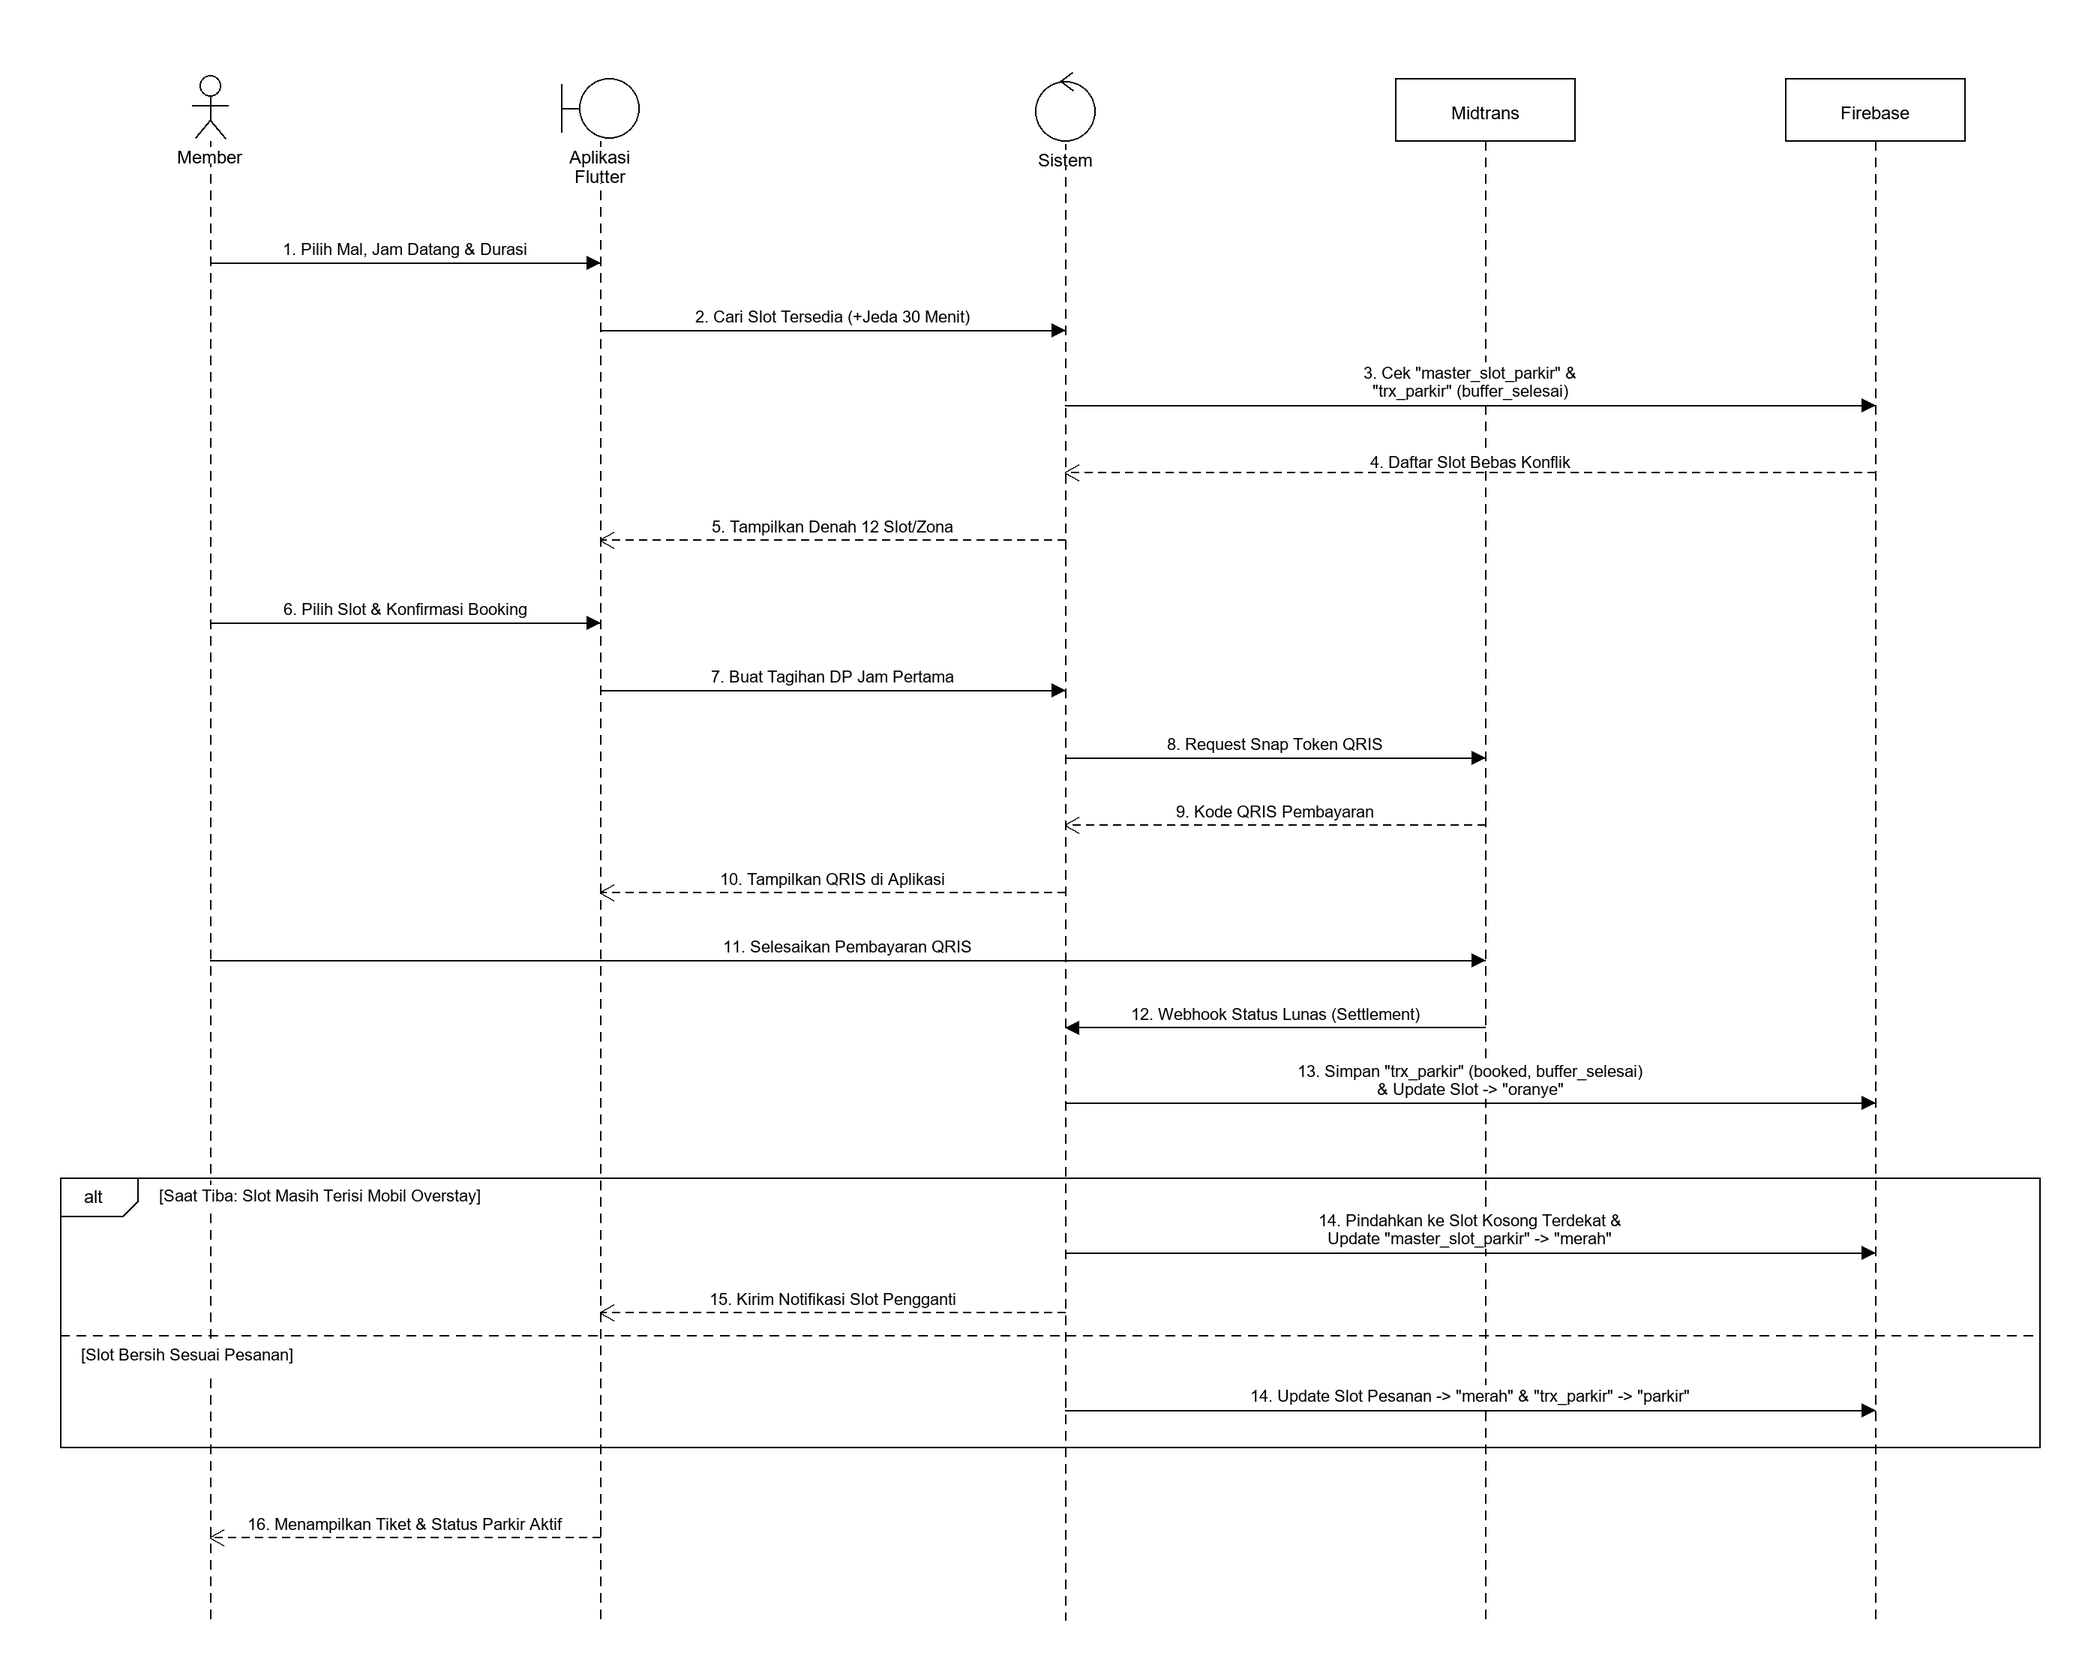 Member
Aplikasi
Flutter
Sistem
Midtrans
Firebase
1. Pilih Mal, Jam Datang & Durasi
2. Cari Slot Tersedia (+Jeda 30 Menit)
3. Cek "master_slot_parkir" &
"trx_parkir" (buffer_selesai)
4. Daftar Slot Bebas Konflik
5. Tampilkan Denah 12 Slot/Zona
6. Pilih Slot & Konfirmasi Booking
7. Buat Tagihan DP Jam Pertama
8. Request Snap Token QRIS
9. Kode QRIS Pembayaran
10. Tampilkan QRIS di Aplikasi
11. Selesaikan Pembayaran QRIS
12. Webhook Status Lunas (Settlement)
13. Simpan "trx_parkir" (booked, buffer_selesai)
& Update Slot -> "oranye"
alt
[Saat Tiba: Slot Masih Terisi Mobil Overstay]
14. Pindahkan ke Slot Kosong Terdekat &
Update "master_slot_parkir" -> "merah"
15. Kirim Notifikasi Slot Pengganti
[Slot Bersih Sesuai Pesanan]
14. Update Slot Pesanan -> "merah" & "trx_parkir" -> "parkir"
16. Menampilkan Tiket & Status Parkir Aktif